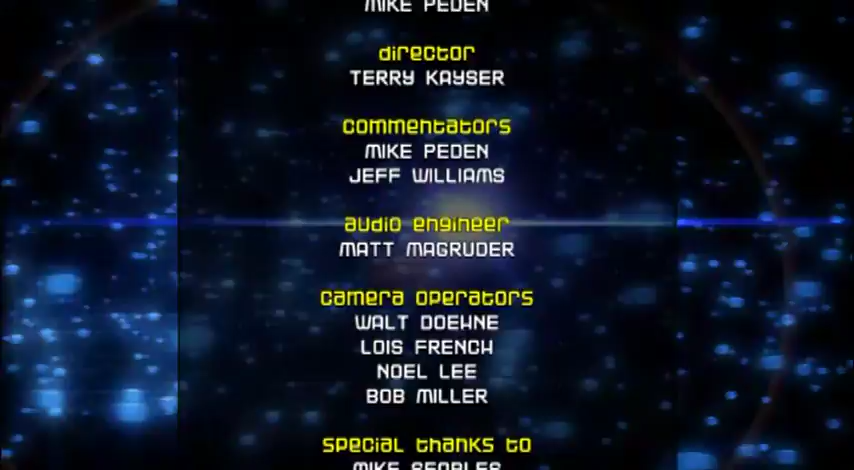 MIKE PEDEN
director
TERRY KAYSER
commentators
MIKE PEDEN
JEFF WILLIAMS
audio engineer
MATT MAGRUDER
camera operators
WALT DOEHNE
LOIS FRENCH
NOEL LEE
BOB MILLER
special thanks to
MIKE